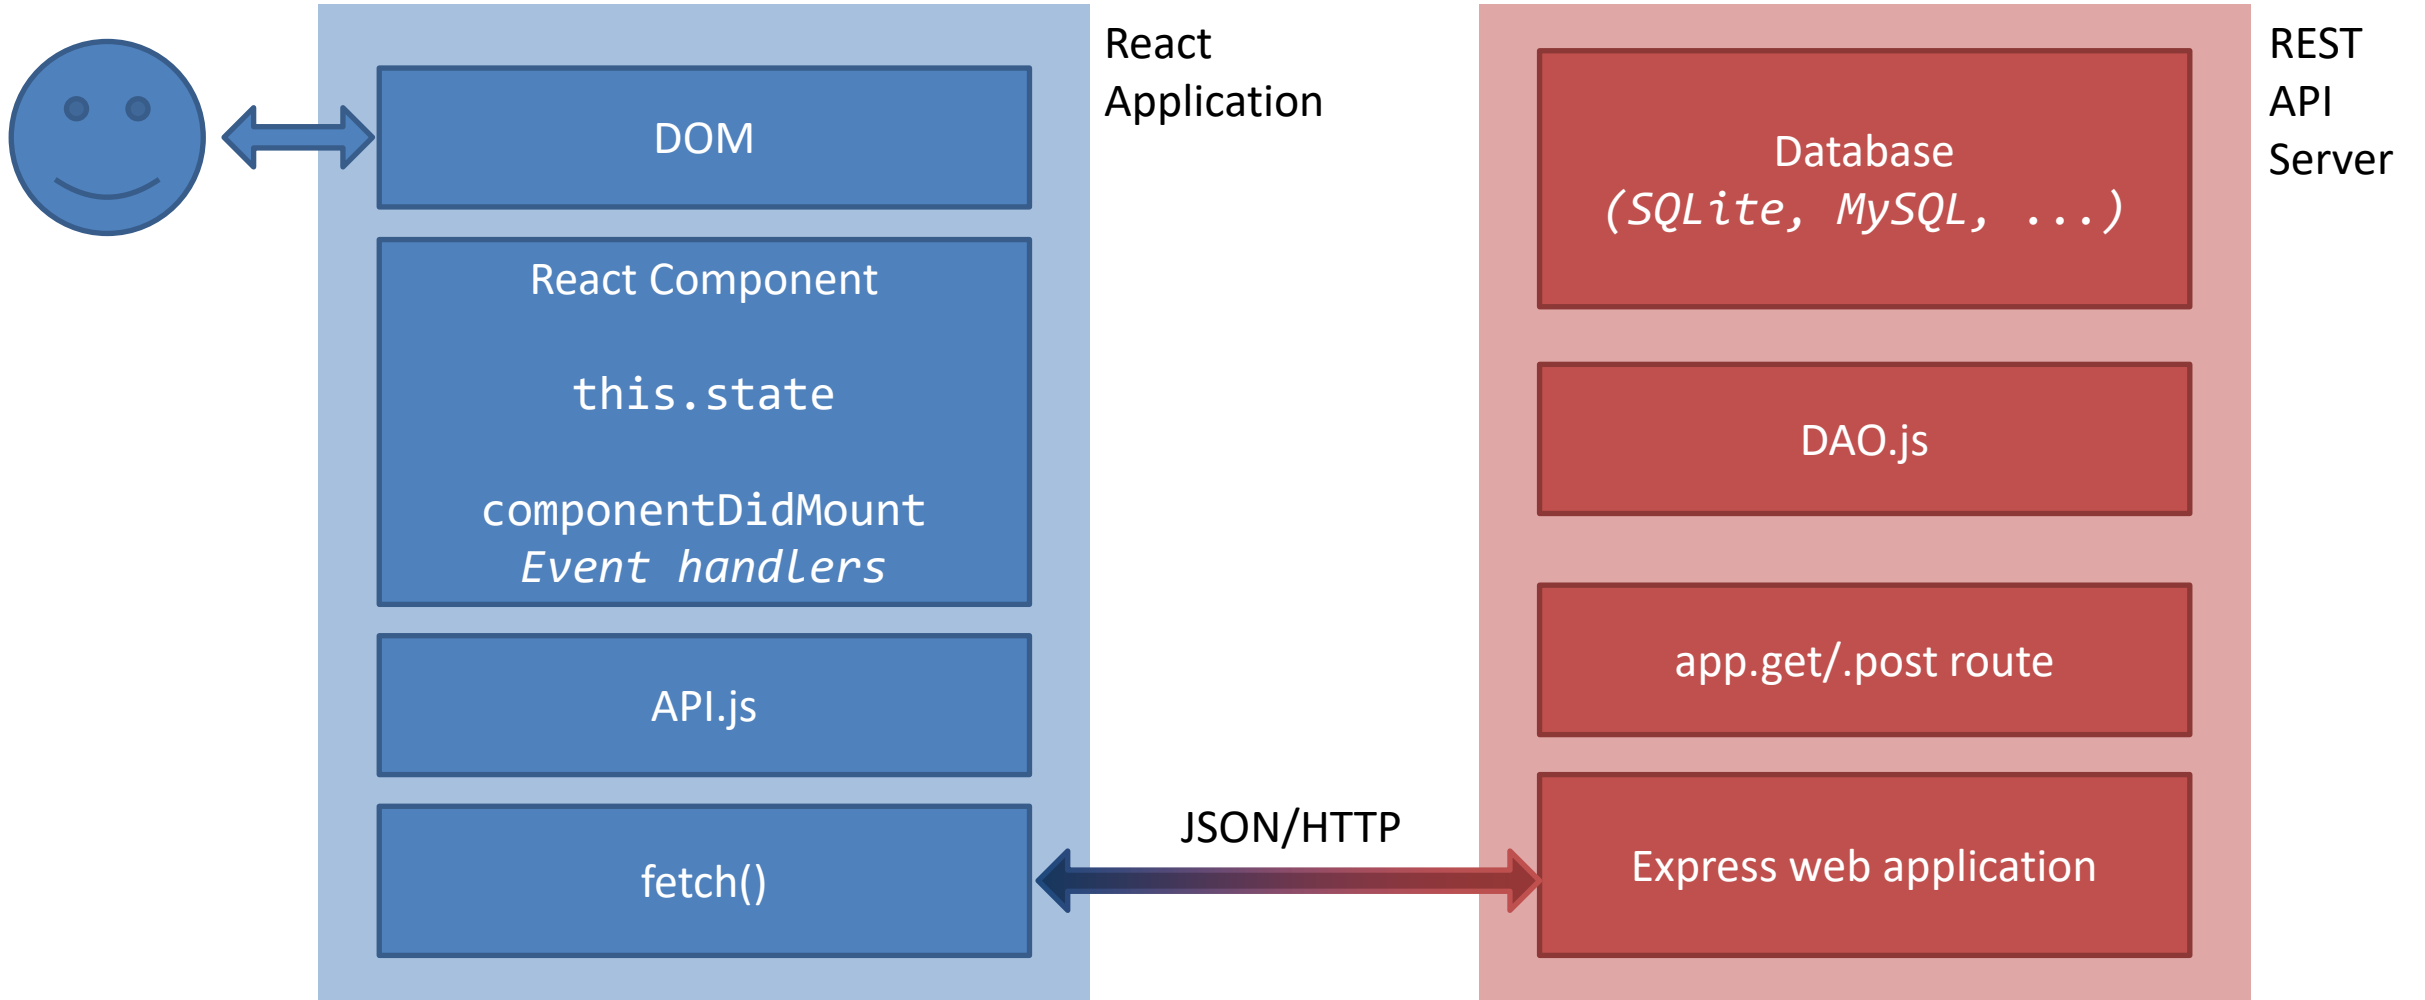 React
Application
DOM
React Component
this.state
componentDidMount
Event handlers
API.js
fetch()
JSON/HTTP
REST
API
Server
Database
(SQLite, MySQL, ...)
DAO.js
app.get/.post route
Express web application